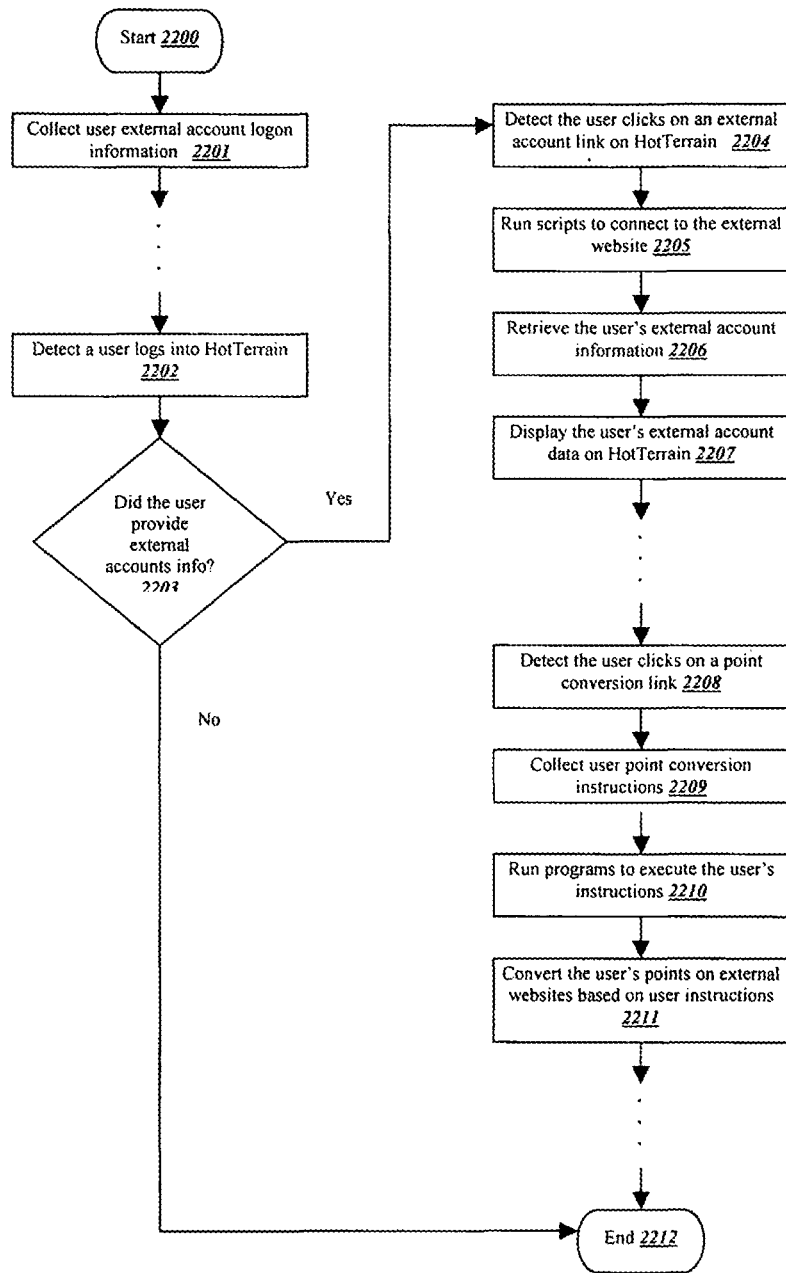 Start 2200
Collect user external account logon
information 2201
Detect a user logs into HotTerrain
2202
Did the user
provide
external
accounts info?
2203
Yes
No
Detect the user clicks on an external
account link on HotTerrain 2204
Run scripts to connect to the external
website 2205
Retrieve the user's external account
information 2206
Display the user's external account
data on HotTerrain 2207
Detect the user clicks on a point
conversion link 2208
Collect user point conversion
instructions 2209
Run programs to execute the user's
instructions 2210
Convert the user's points on external
websites based on user instructions
2211
End 2212